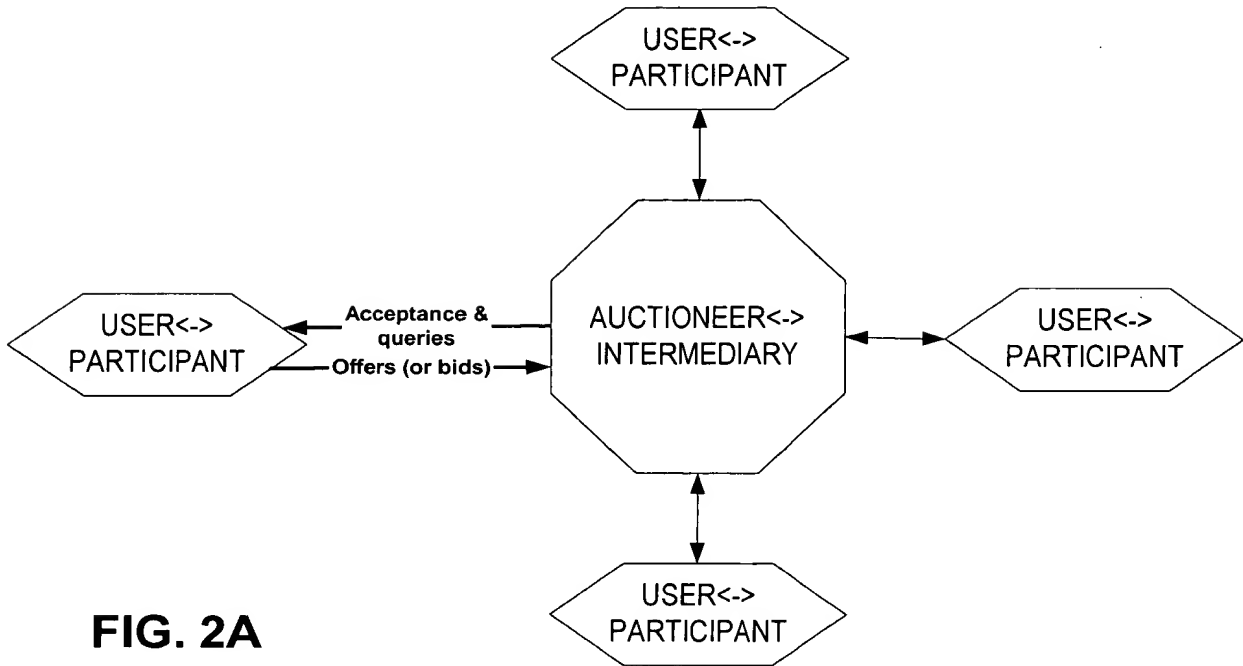 USER<->
PARTICIPANT
USER<->
PARTICIPANT
Acceptance &
queries
Offers (or bids)
AUCTIONEER<->
INTERMEDIARY
USER<->
PARTICIPANT
USER<->
PARTICIPANT
FIG. 2A